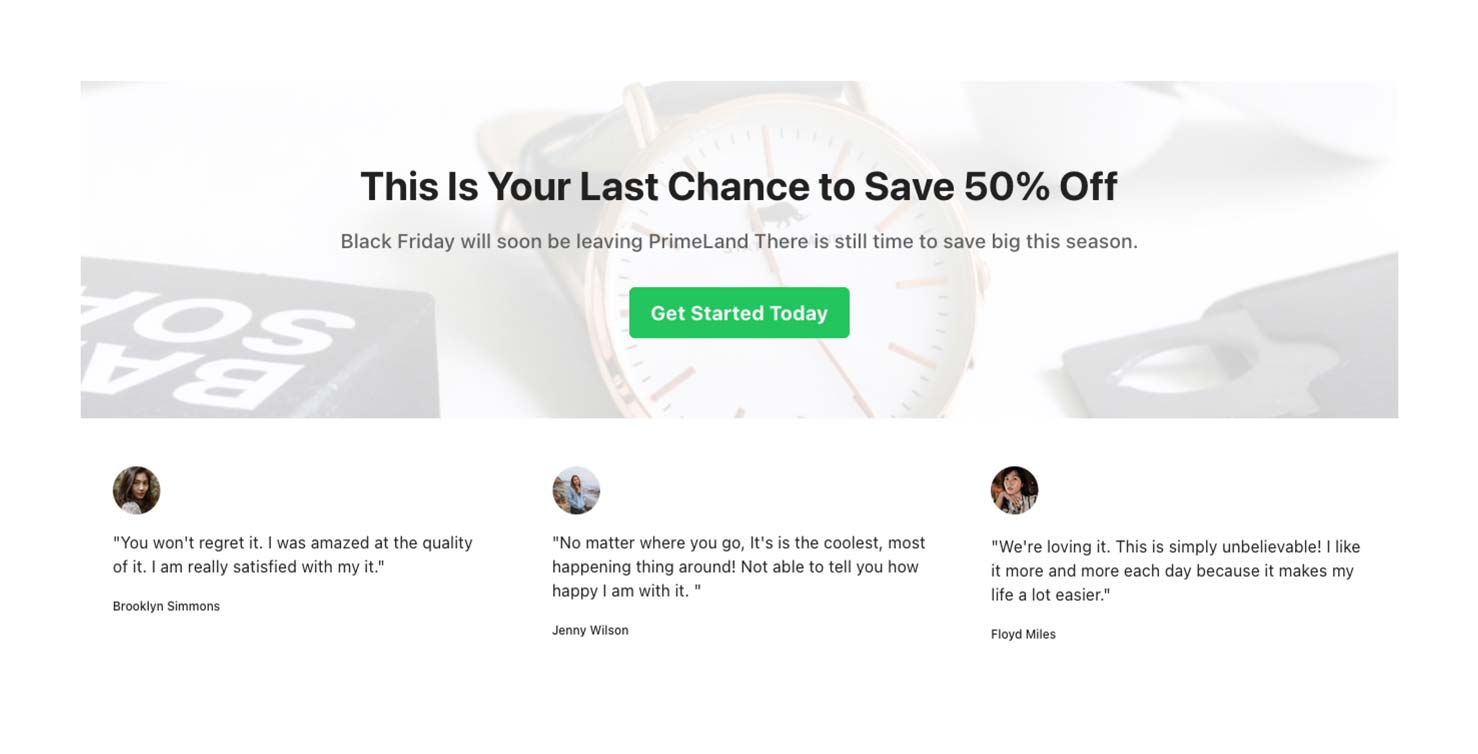 This Is Your Last Chance to Save 50% Off
Black Friday will soon be leaving PrimeLand There is still time to save big this season.
Get Started Today
"You won't regret it. I was amazed at the quality
of it. I am really satisfied with my it."
Brooklyn Simmons
"No matter where you go, It's is the coolest, most
happening thing around! Not able to tell you how
happy I am with it. "
Jenny Wilson
"We're loving it. This is simply unbelievable! I like
it more and more each day because it makes my
life a lot easier."
Floyd Miles